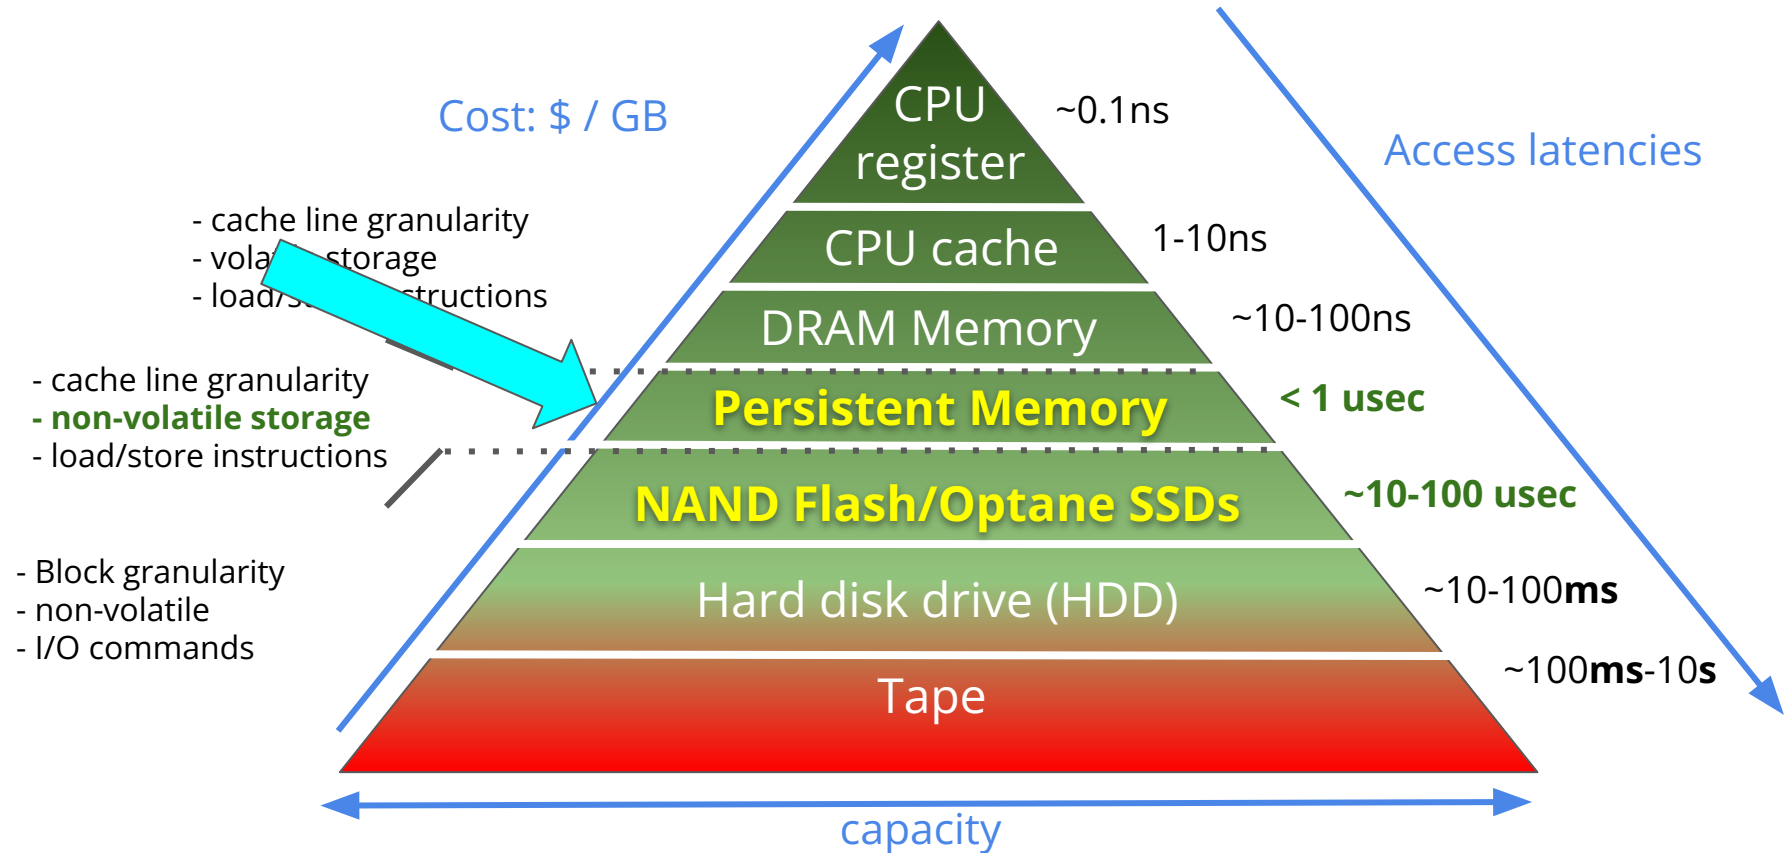 CPU
register
~0.1ns
Cost: $ / GB
Access latencies
- cache line granularity
- storage
- load/
CPU cache
1-10ns
DRAM Memory
~10-100ns
- cache line granularity
- non-volatile storage
- load/store instructions
Persistent Memory
< 1 usec
NAND Flash/Optane SSDs
~10-100 usec
- Block granularity
- non-volatile
- I/O commands
Hard disk drive (HDD)
~10-100ms
Tape
~100ms-10s
capacity